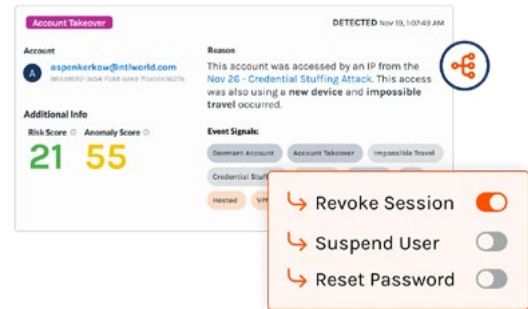 Account Takeover
DETECTED Nov 19, 1:07:49 AM
Account
A
aspenkerkow@ntlworld.com
Reason
This account was accessed by an IP from the
Nov 26 - Credential Stuffing Attack. This access
was also using a new device and impossible
travel occurred.
Additional Info
Risk Score
Anomaly Score
21
55
Event Signals:
Dormant Account
Account Takeover
Impossible Travel
Hosted
Revoke Session
Suspend User
Reset Password